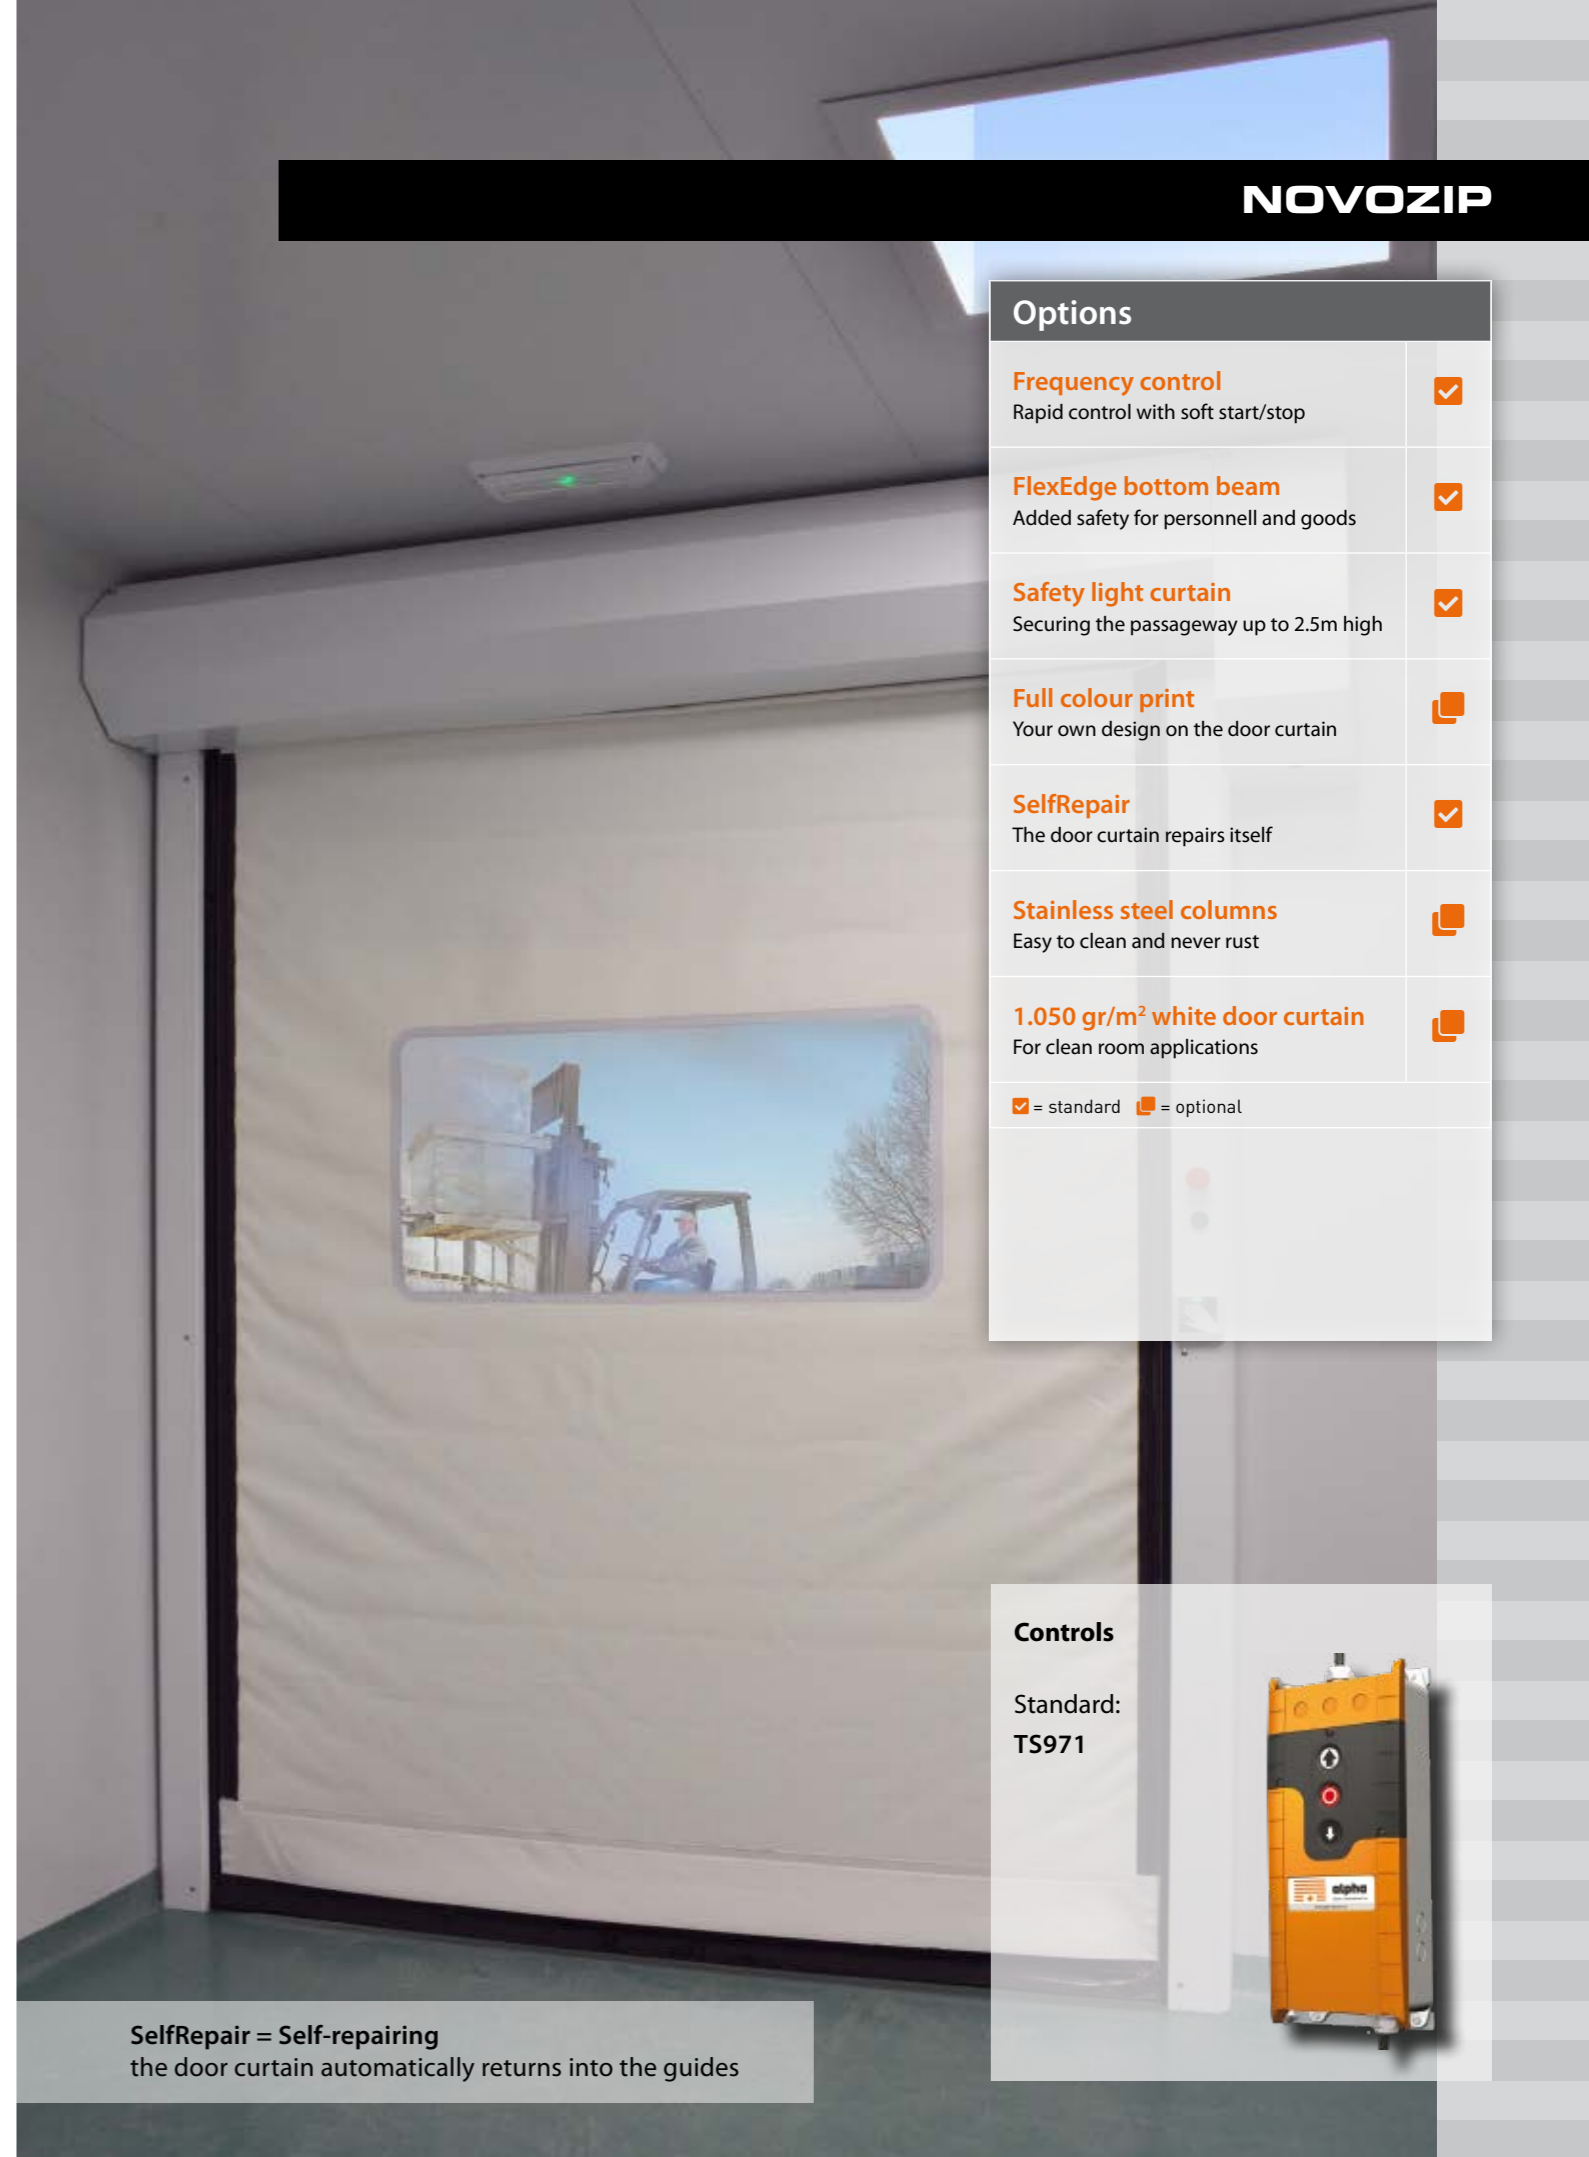 NOVOZIP
Options
Frequency control
Rapid control with soft start/stop
FlexEdge bottom beam
Added safety for personnell and goods
Safety light curtain
Securing the passageway up to 2.5m high
Full colour print
Your own design on the door curtain
SelfRepair
The door curtain repairs itself
Stainless steel columns
Easy to clean and never rust
1.050 gr/m² white door curtain
For clean room applications
= standard = optional
Controls
Standard:
TS971
alpha
SelfRepair = Self-repairing
the door curtain automatically returns into the guides